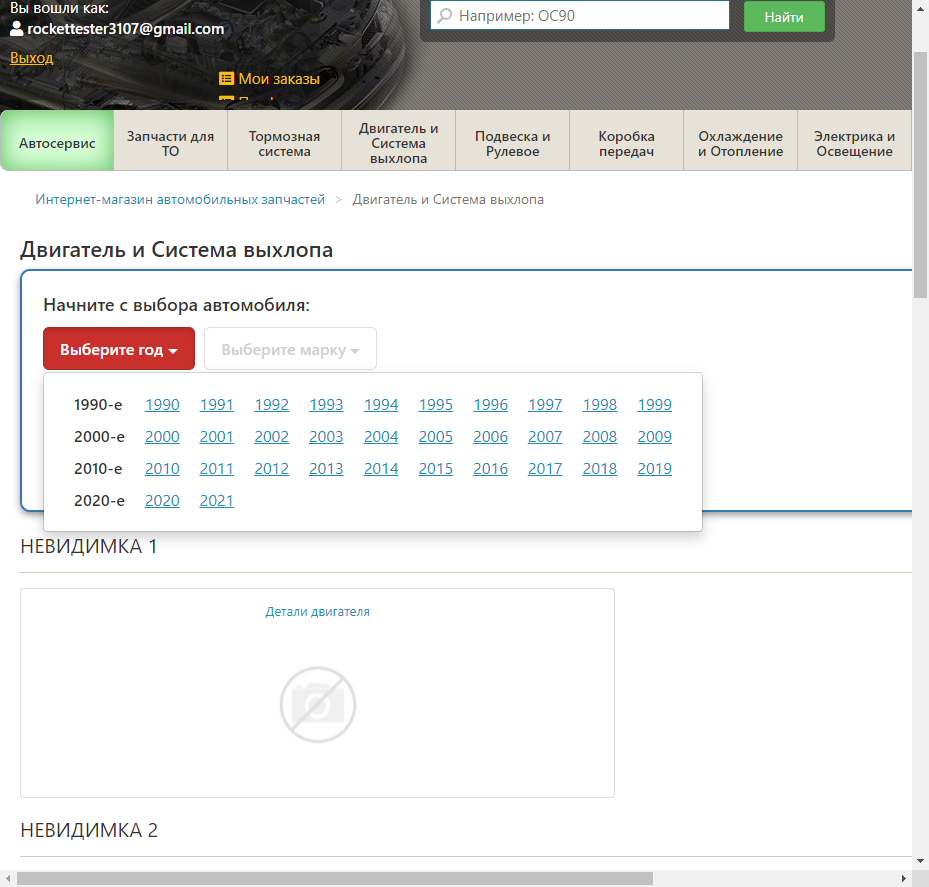 Вы вошли как:
rockettester3107@gmail.com
Выход
Мои заказы
Например: OC90
Найти
Автосервис
Запчасти для
ТО
Тормозная
система
Двигатель и
Система
выхлопа
Подвеска и
Рулевое
Коробка
передач
Охлаждение
и Отопление
Электрика и
Освещение
Интернет-магазин автомобильных запчастей > Двигатель и Система выхлопа
Двигатель и Система выхлопа
Начните с выбора автомобиля:
Выберите год
Выберите марку
1990-е 1990 1991 1992 1993 1994 1995 1996 1997 1998 1999
2000-е 2000 2001 2002 2003 2004 2005 2006 2007 2008 2009
2010-е 2010 2011 2012 2013 2014 2015 2016 2017 2018 2019
2020-е 2020 2021
НЕВИДИМКА 1
Детали двигателя
НЕВИДИМКА 2